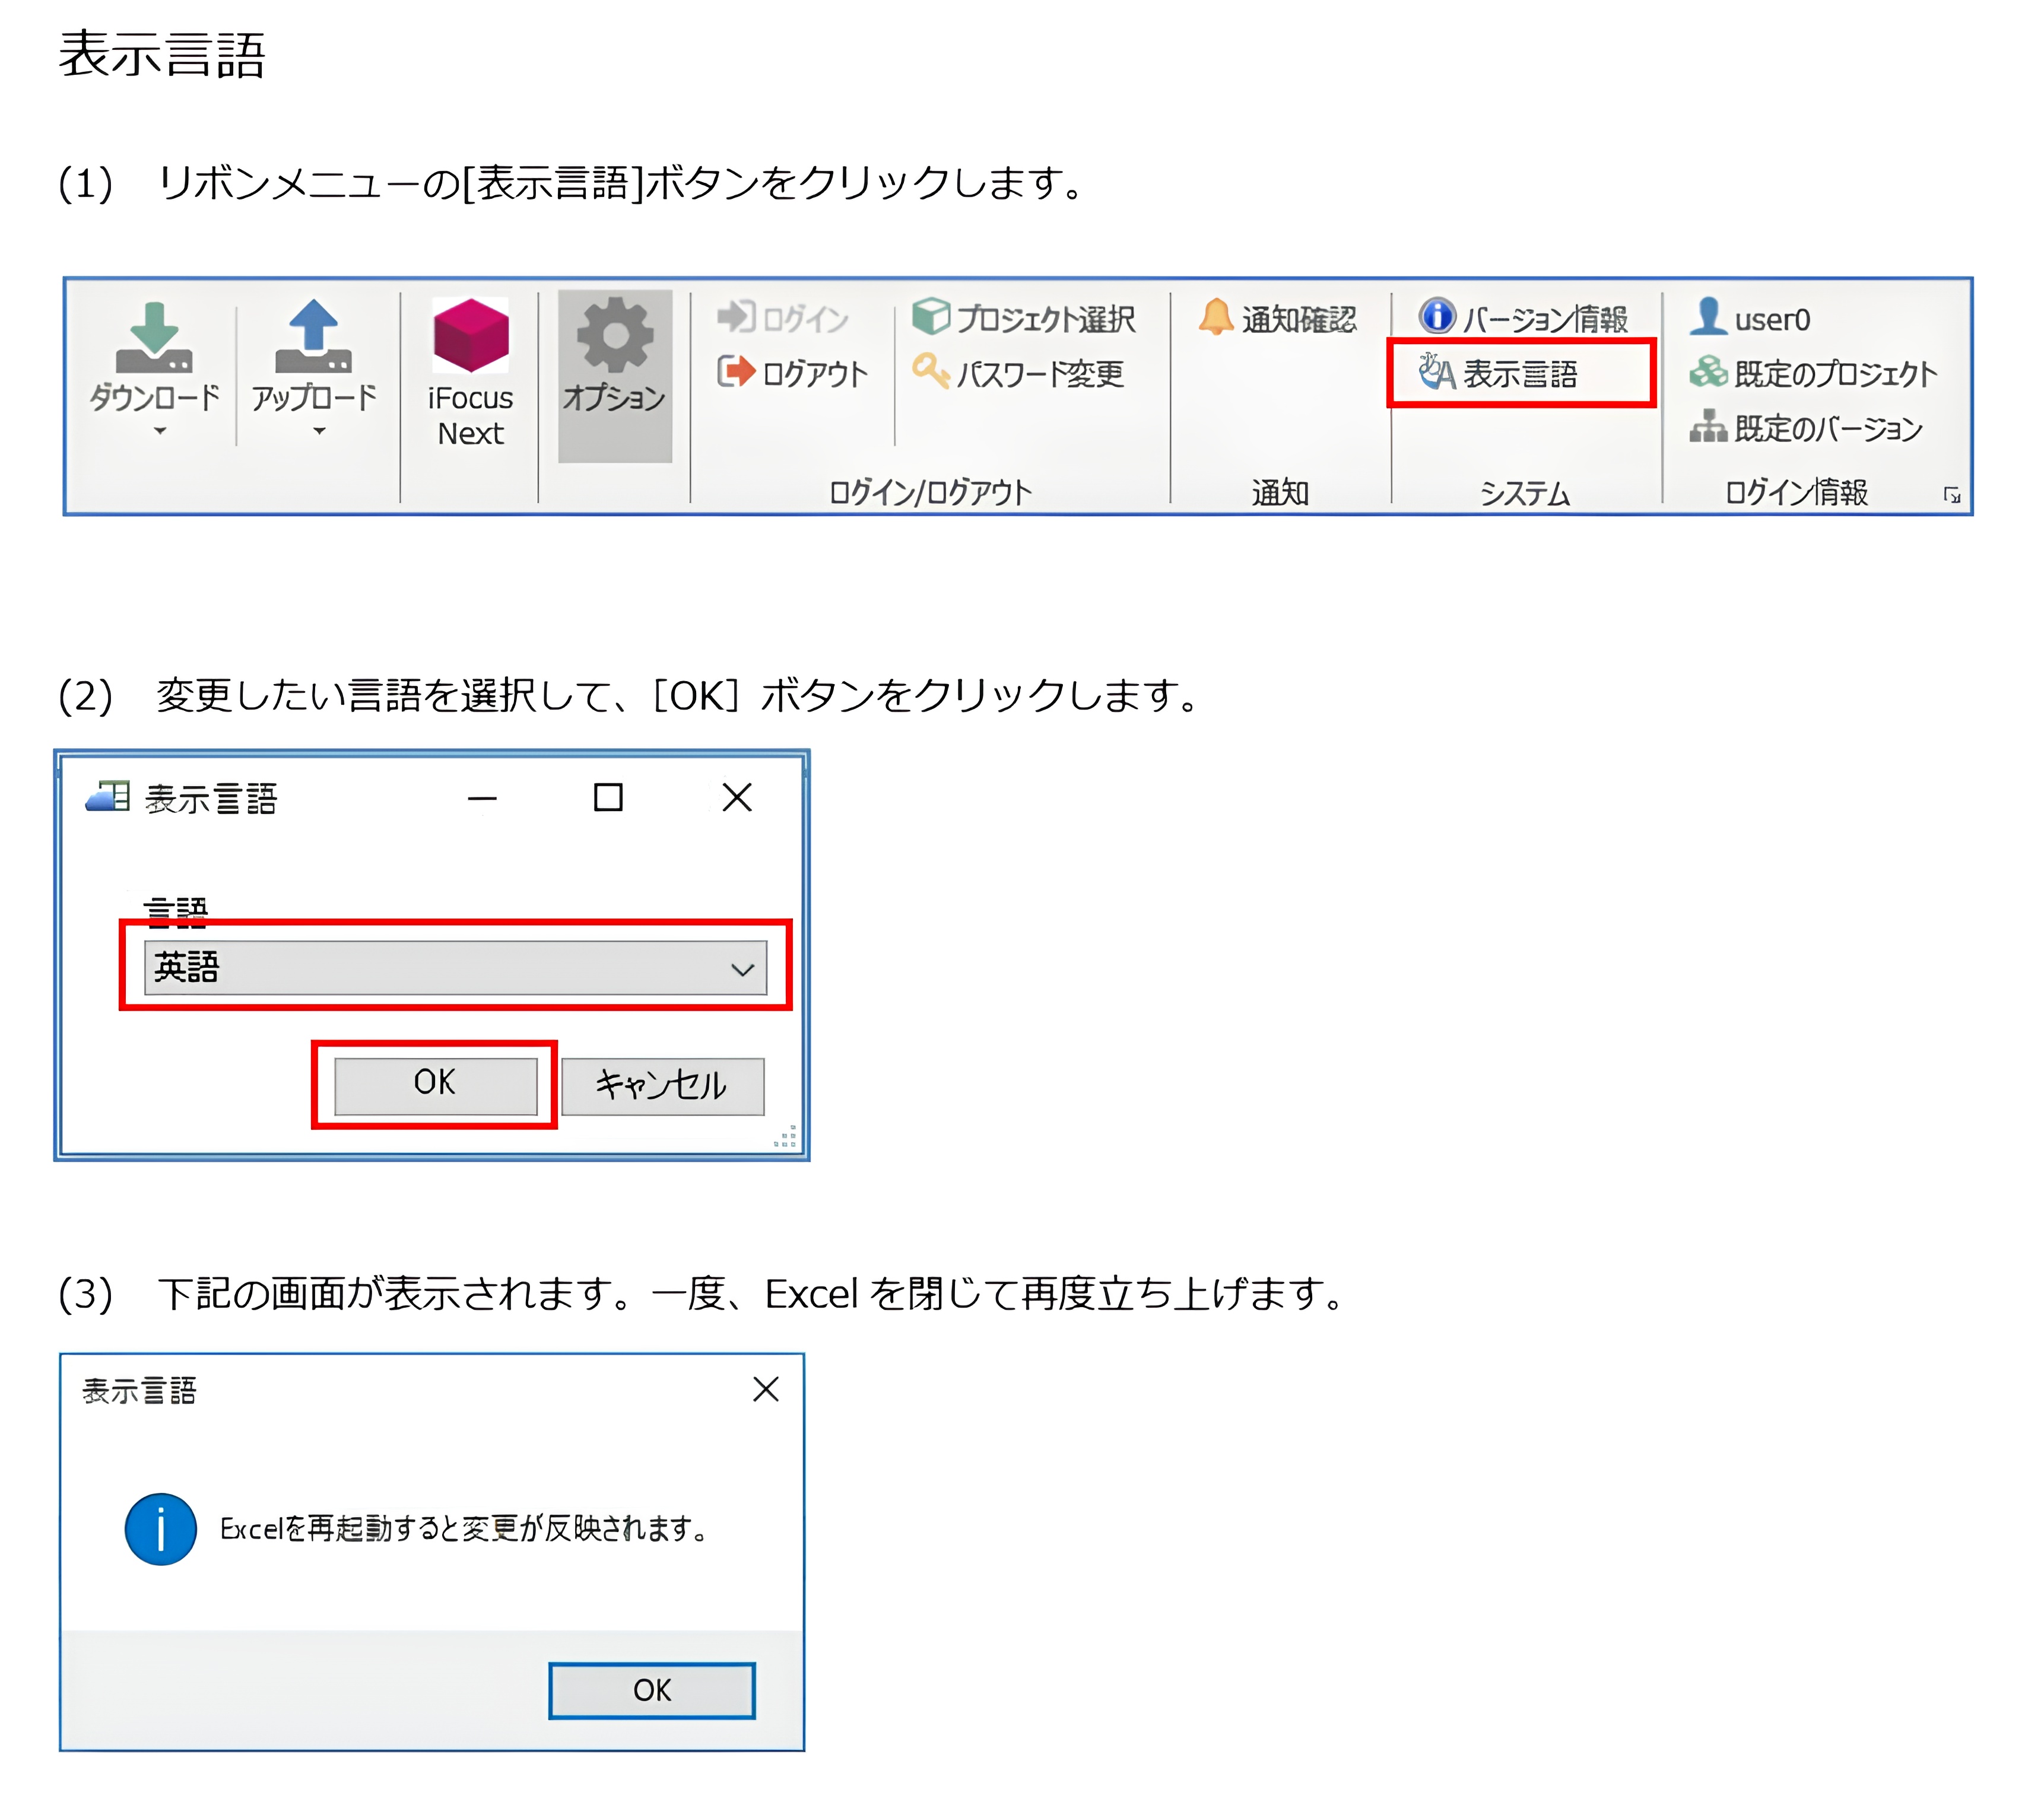 表示言語
(1) リボンメニューの[表示言語]ボタンをクリックします。
ダウンロード
アップロード
iFocus
Next
オプション
ログイン
ログアウト
プロジェクト選択
パスワード変更
ログイン/ログアウト
通知確認
通知
バージョン情報
表示言語
システム
user0
既定のプロジェクト
既定のバージョン
ログイン情報
(2) 変更したい言語を選択して、［OK］ボタンをクリックします。
表示言語
言語
英語
OK
キャンセル
(3) 下記の画面が表示されます。一度、Excel を閉じて再度立ち上げます。
表示言語
Excelを再起動すると変更が反映されます。
OK